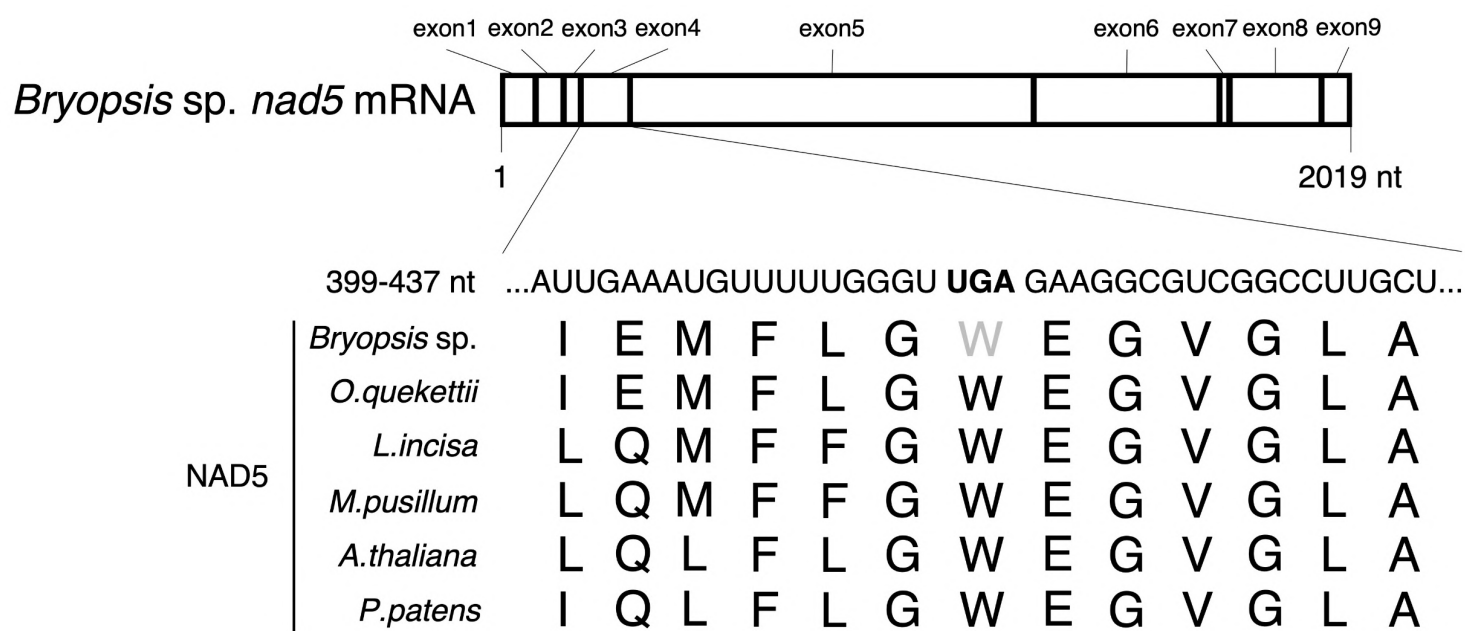 exon1 exon2 exon3 exon4 exon5 exon6 exon7 exon8 exon9
Bryopsis sp. nad5 mRNA
1 2019 nt
399-437 nt ...AUUGAAAUGUUUUUGGGU UGA GAAGGCGUCGGCCUUGCU...
Bryopsis sp. I E M F L G W E G V G L A
O.quekettii I E M F L G W E G V G L A
L.incisa L Q M F F G W E G V G L A
NAD5
M.pusillum L Q M F F G W E G V G L A
A.thaliana L Q L F L G W E G V G L A
P.patens I Q L F L G W E G V G L A